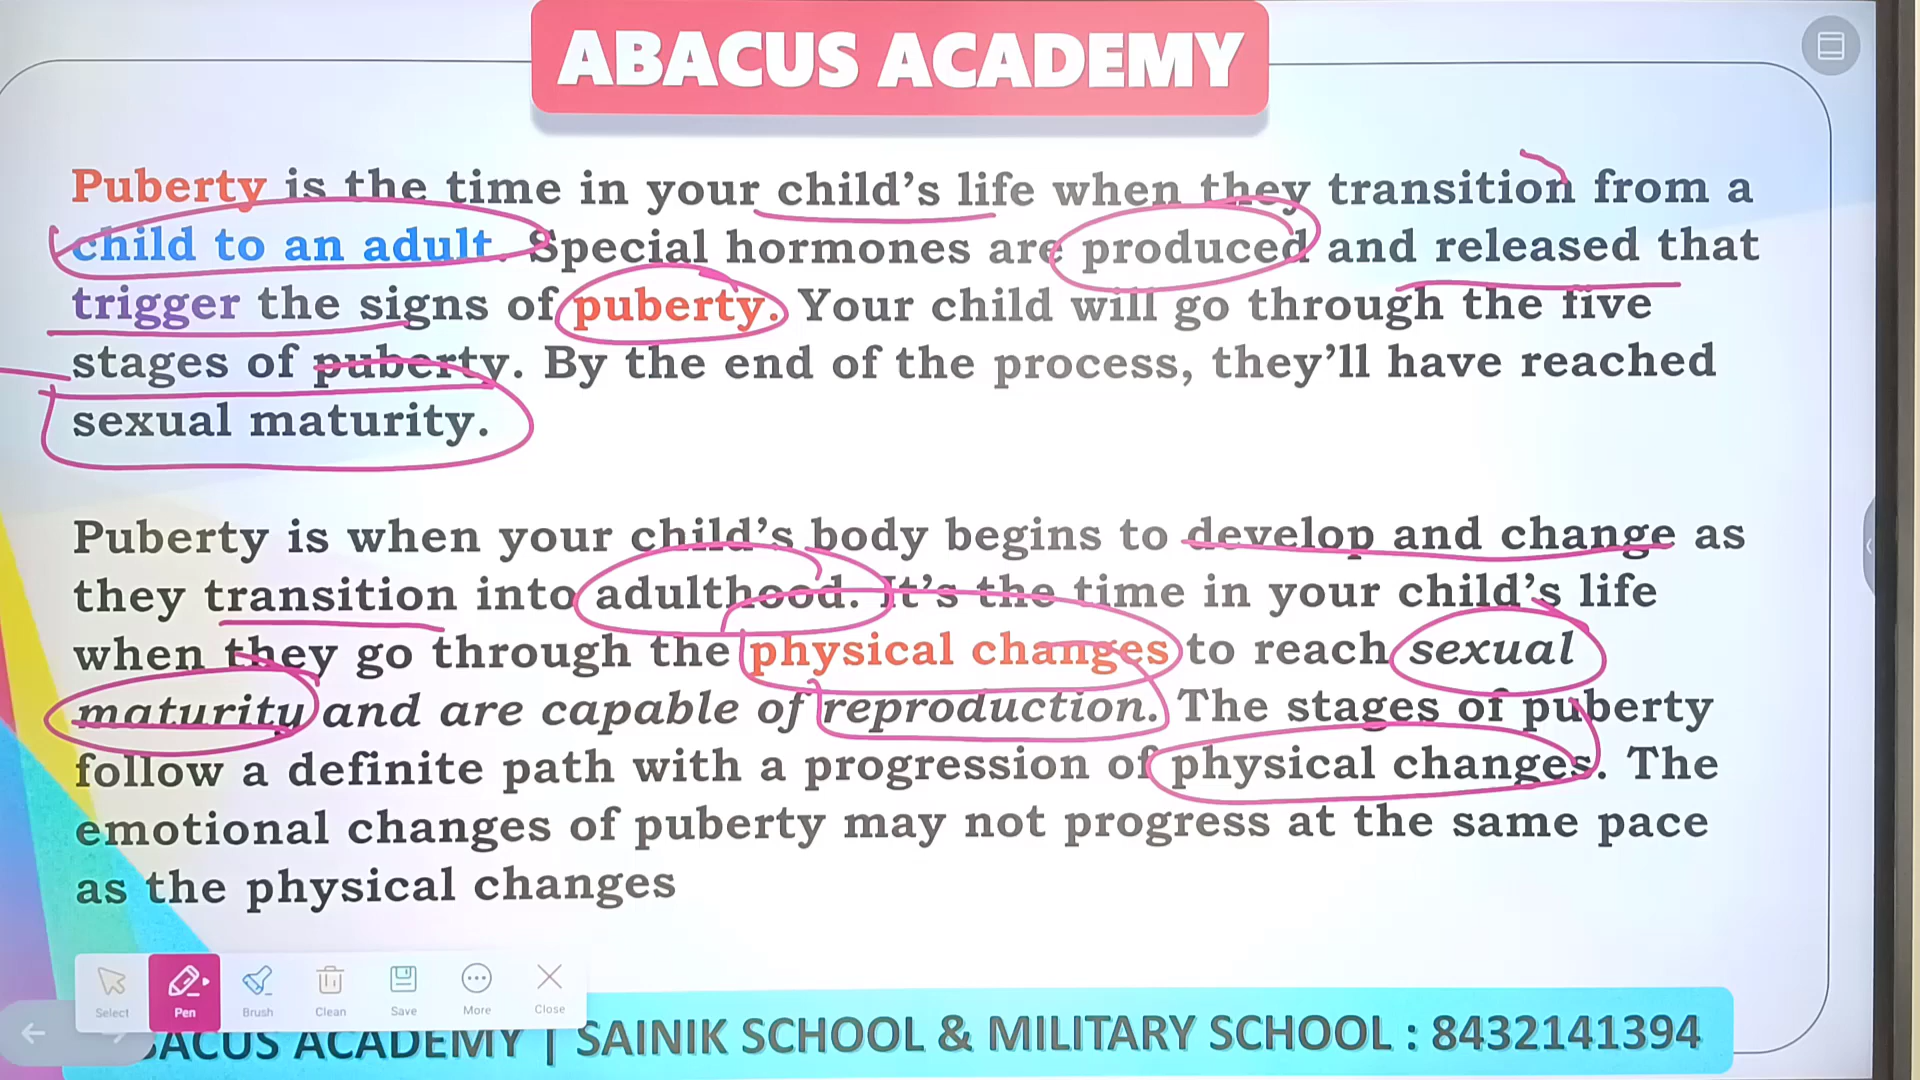 ABACUS ACADEMY
Puberty is the time in your child's life when they transition from a
child to an adult. Special hormones are produced and released that
trigger the signs of puberty. Your child will go through the five
stages of puberty. By the end of the process, they'll have reached
sexual maturity.
Puberty is when your child's body begins to develop and change as
they transition into adulthood. It's the time in your child's life
when they go through the physical changes to reach sexual
maturity and are capable of reproduction. The stages of puberty
follow a definite path with a progression of physical changes. The
emotional changes of puberty may not progress at the same pace
as the physical changes
Select Pen Brush Clean Save More Close
ACUS ACADEMY | SAINIK SCHOOL & MILITARY SCHOOL : 8432141394